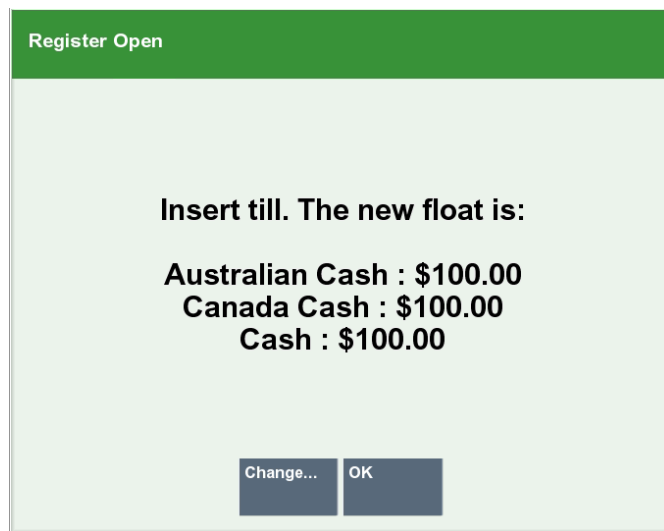 Register Open
Insert till. The new float is:
Australian Cash : $100.00
Canada Cash : $100.00
Cash : $100.00
Change... OK